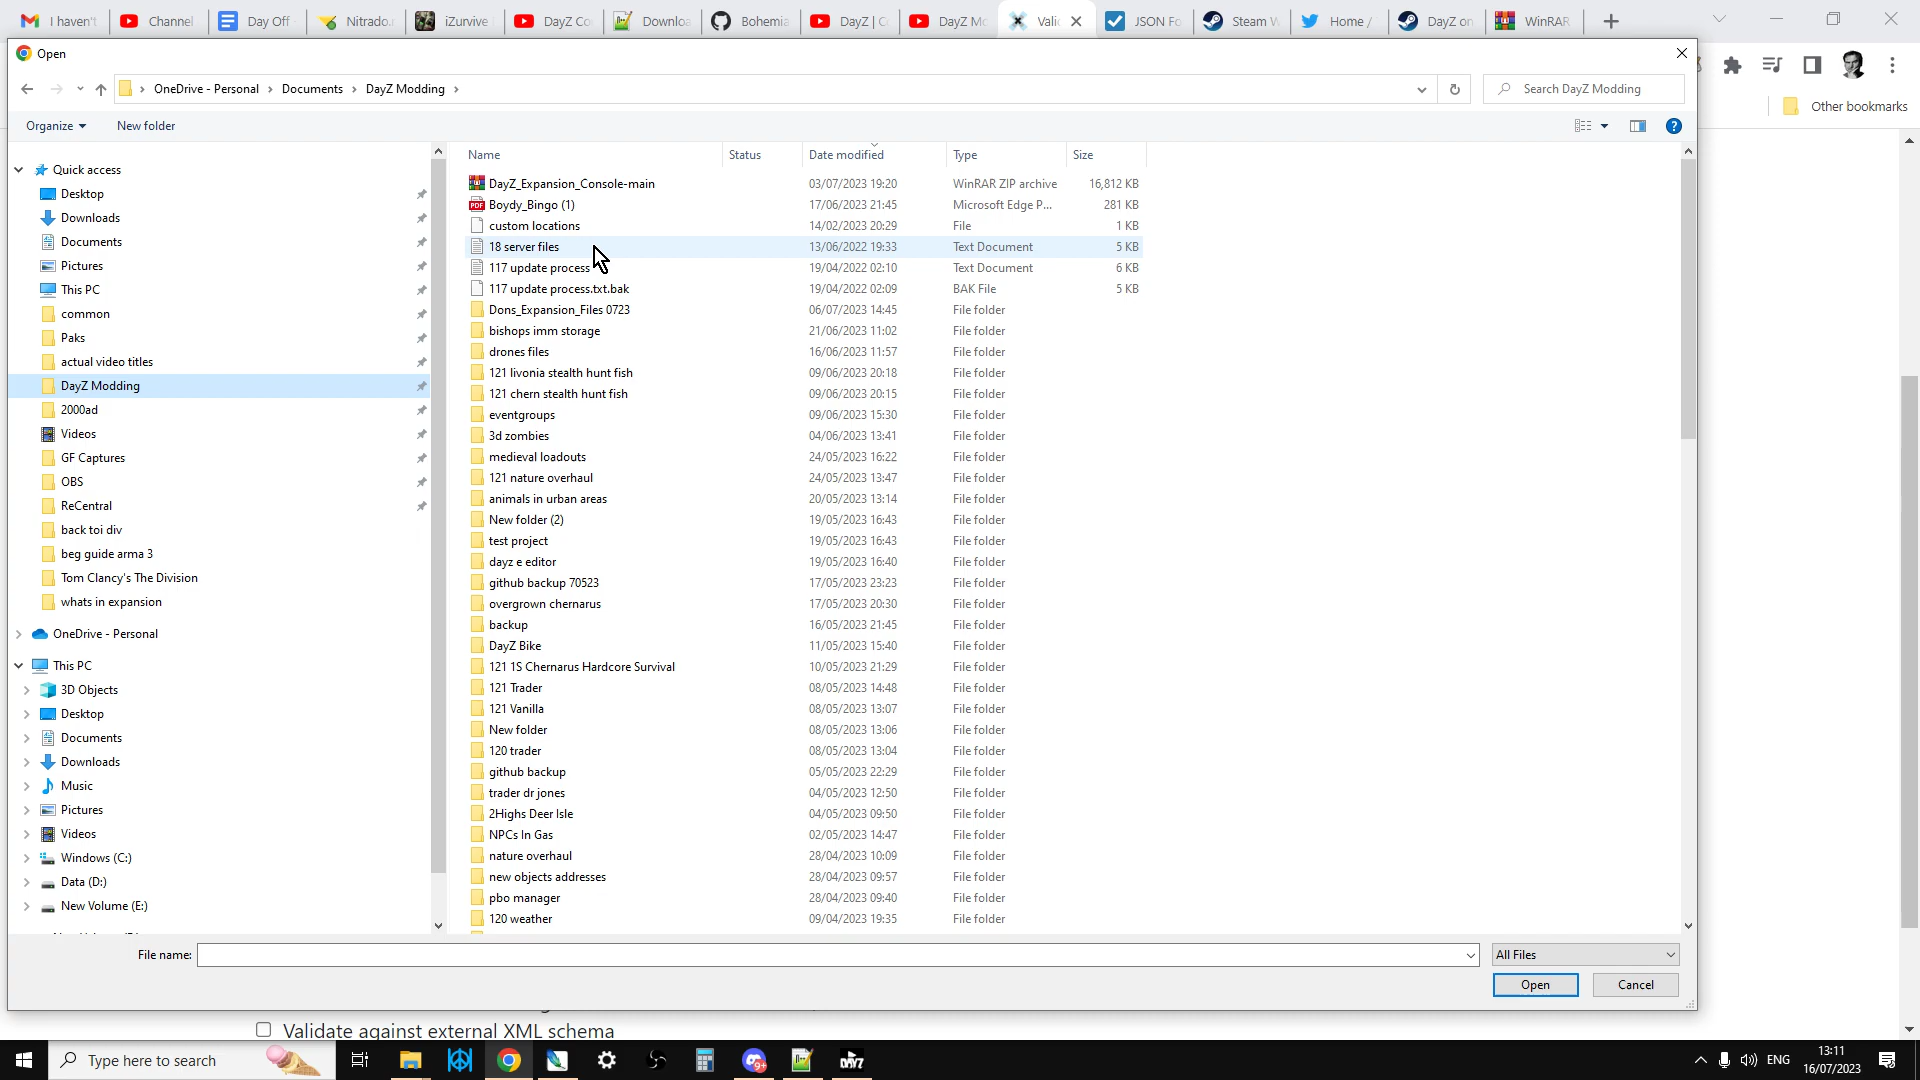 I haven't
Channel
Day Off
Nitrado.
iZurvive
DayZ Co
Downloa
Bohemia
DayZ | C
DayZ Mo
Valid
JSON Fo
Steam W
Home /
DayZ on
WinRAR
Other bookmarks
Open
OneDrive - Personal
Documents
DayZ Modding
Search DayZ Modding
Organize
New folder
Name Status Date modified Type Size
DayZ_Expansion_Console-main 03/07/2023 19:20 WinRAR ZIP archive 16,812 KB
Boydy_Bingo (1) 17/06/2023 21:45 Microsoft Edge P... 281 KB
custom locations 14/02/2023 20:29 File 1 KB
18 server files 13/06/2022 19:33 Text Document 5 KB
117 update process 19/04/2022 02:10 Text Document 6 KB
117 update process.txt.bak 19/04/2022 02:09 BAK File 5 KB
Dons_Expansion_Files 0723 06/07/2023 14:45 File folder
bishops imm storage 21/06/2023 11:02 File folder
drones files 16/06/2023 11:57 File folder
121 livonia stealth hunt fish 09/06/2023 20:18 File folder
121 chern stealth hunt fish 09/06/2023 20:15 File folder
eventgroups 09/06/2023 15:30 File folder
3d zombies 04/06/2023 13:41 File folder
medieval loadouts 24/05/2023 16:22 File folder
121 nature overhaul 24/05/2023 13:47 File folder
animals in urban areas 20/05/2023 13:14 File folder
New folder (2) 19/05/2023 16:43 File folder
test project 19/05/2023 16:43 File folder
dayz e editor 19/05/2023 16:40 File folder
github backup 70523 17/05/2023 23:23 File folder
overgrown chernarus 17/05/2023 20:30 File folder
backup 16/05/2023 21:45 File folder
DayZ Bike 11/05/2023 15:40 File folder
121 1S Chernarus Hardcore Survival 10/05/2023 21:29 File folder
121 Trader 08/05/2023 14:48 File folder
121 Vanilla 08/05/2023 13:07 File folder
New folder 08/05/2023 13:06 File folder
120 trader 08/05/2023 13:04 File folder
github backup 05/05/2023 22:29 File folder
trader dr jones 04/05/2023 12:50 File folder
2Highs Deer Isle 04/05/2023 09:50 File folder
NPCs In Gas 02/05/2023 14:47 File folder
nature overhaul 28/04/2023 10:09 File folder
new objects addresses 28/04/2023 09:57 File folder
pbo manager 28/04/2023 09:40 File folder
120 weather 09/04/2023 19:35 File folder
Quick access
Desktop
Downloads
Documents
Pictures
This PC
common
Paks
actual video titles
DayZ Modding
2000ad
Videos
GF Captures
OBS
ReCentral
back toi div
beg guide arma 3
Tom Clancy's The Division
whats in expansion
OneDrive - Personal
This PC
3D Objects
Desktop
Documents
Downloads
Music
Pictures
Videos
Windows (C:)
Data (D:)
New Volume (E:)
File name:
All Files
Open
Cancel
Validate against external XML schema
Type here to search
DAYZ
ENG
13:11
16/07/2023